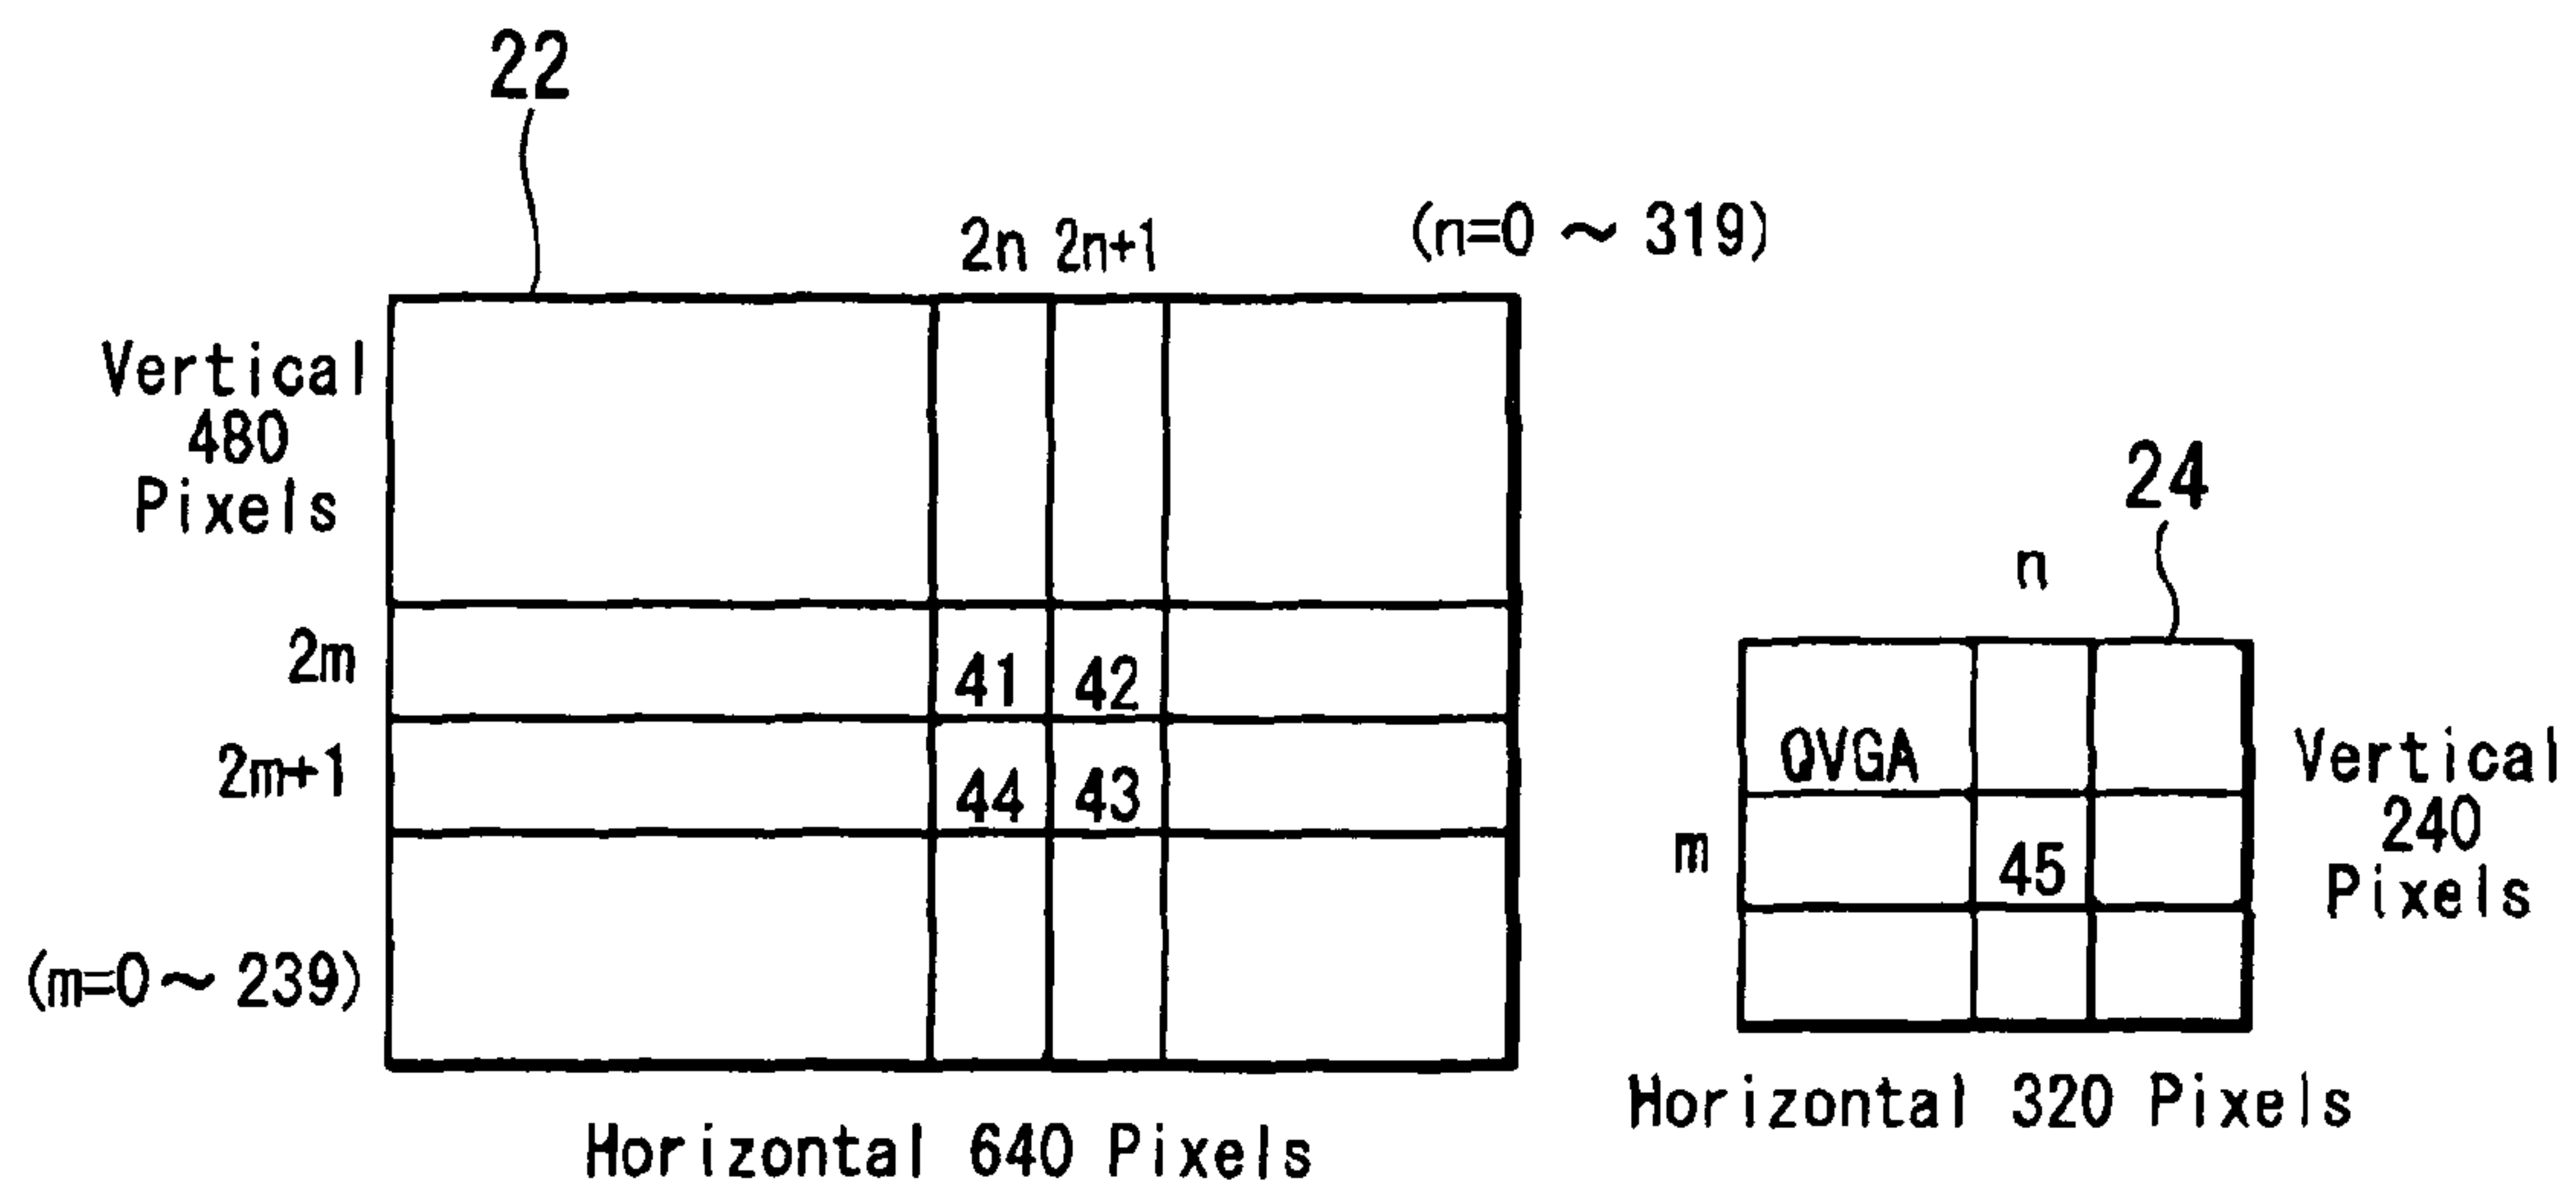 22
2n 2n+1
(n=0 ~ 319)
Vertical
480
Pixels
2m
41 42
2m+1
44 43
(m=0 ~ 239)
Horizontal 640 Pixels
24
n
QVGA
m
45
Vertical
240
Pixels
Horizontal 320 Pixels